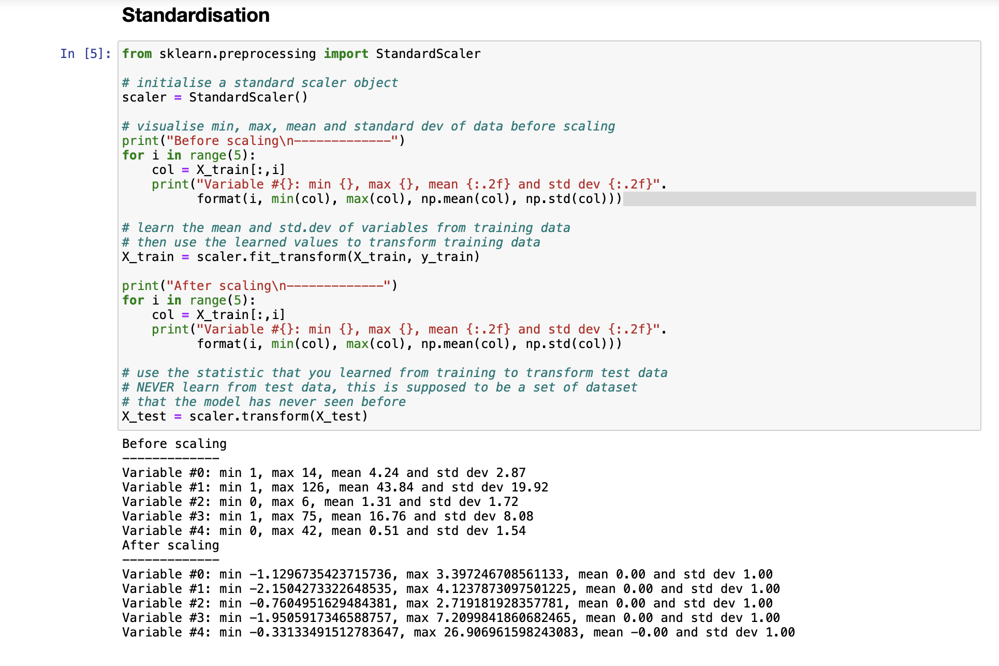 Standardisation
In [5]: from sklearn.preprocessing import StandardScaler
# initialise a standard scaler object
scaler = StandardScaler()
# visualise min, max, mean and standard dev of data before scaling
print("Before scaling\n-------------")
for i in range(5):
    col = X_train[:,i]
    print("Variable #{}: min {}, max {}, mean {:.2f} and std dev {:.2f}".
          format(i, min(col), max(col), np.mean(col), np.std(col)))
# learn the mean and std.dev of variables from training data
# then use the learned values to transform training data
X_train = scaler.fit_transform(X_train, y_train)
print("After scaling\n-------------")
for i in range(5):
    col = X_train[:,i]
    print("Variable #{}: min {}, max {}, mean {:.2f} and std dev {:.2f}".
          format(i, min(col), max(col), np.mean(col), np.std(col)))
# use the statistic that you learned from training to transform test data
# NEVER learn from test data, this is supposed to be a set of dataset
# that the model has never seen before
X_test = scaler.transform(X_test)
Before scaling
-------------
Variable #0: min 1, max 14, mean 4.24 and std dev 2.87
Variable #1: min 1, max 126, mean 43.84 and std dev 19.92
Variable #2: min 0, max 6, mean 1.31 and std dev 1.72
Variable #3: min 1, max 75, mean 16.76 and std dev 8.08
Variable #4: min 0, max 42, mean 0.51 and std dev 1.54
After scaling
-------------
Variable #0: min -1.1296735423715736, max 3.397246708561133, mean 0.00 and std dev 1.00
Variable #1: min -2.1504273322648535, max 4.1237873097501225, mean 0.00 and std dev 1.00
Variable #2: min -0.7604951629484381, max 2.719181928357781, mean 0.00 and std dev 1.00
Variable #3: min -1.9505917346588757, max 7.2099841860682465, mean 0.00 and std dev 1.00
Variable #4: min -0.33133491512783647, max 26.906961598243083, mean -0.00 and std dev 1.00